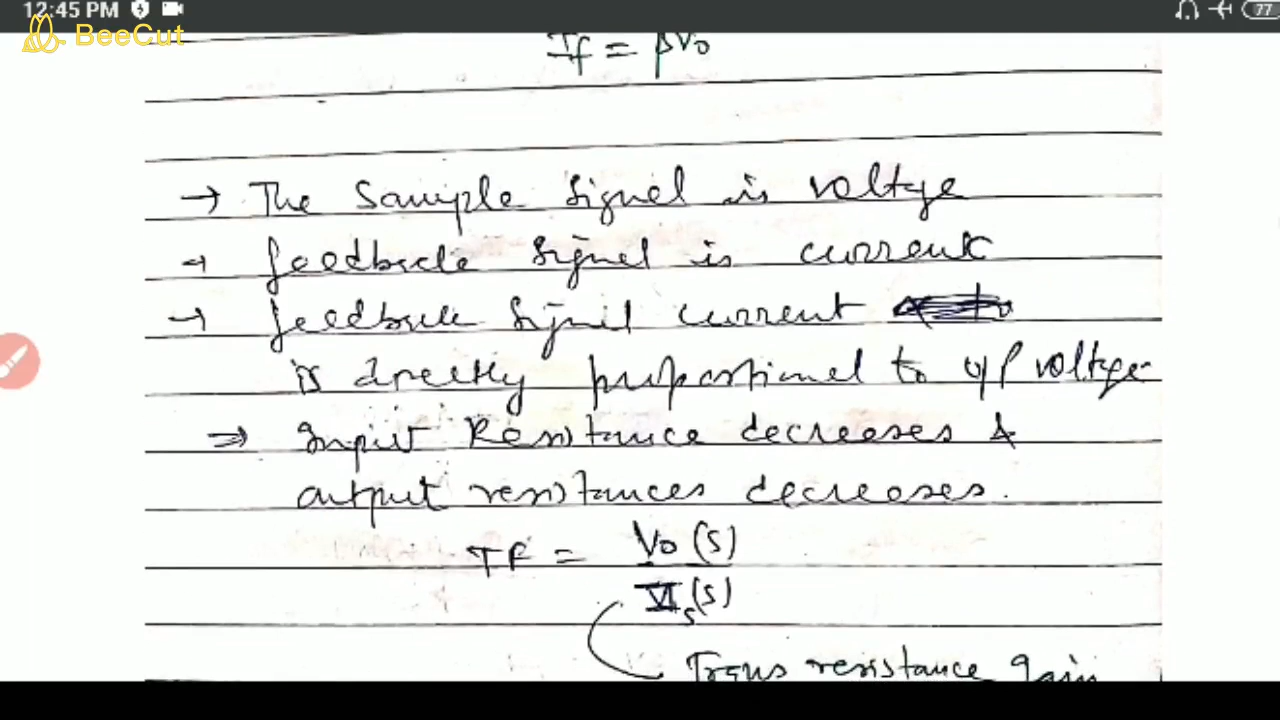 12:45 PM
77
BeeCut
If = βVo
→ The Sample Signal is voltage
→ feedback Signal is current
→ feedback Signal current
is directly proportional to o/p voltage
⇒ Input Resistance decreases &
output resistances decreases.
TF = Vo(s)
Is(s)
Trans resistance gain